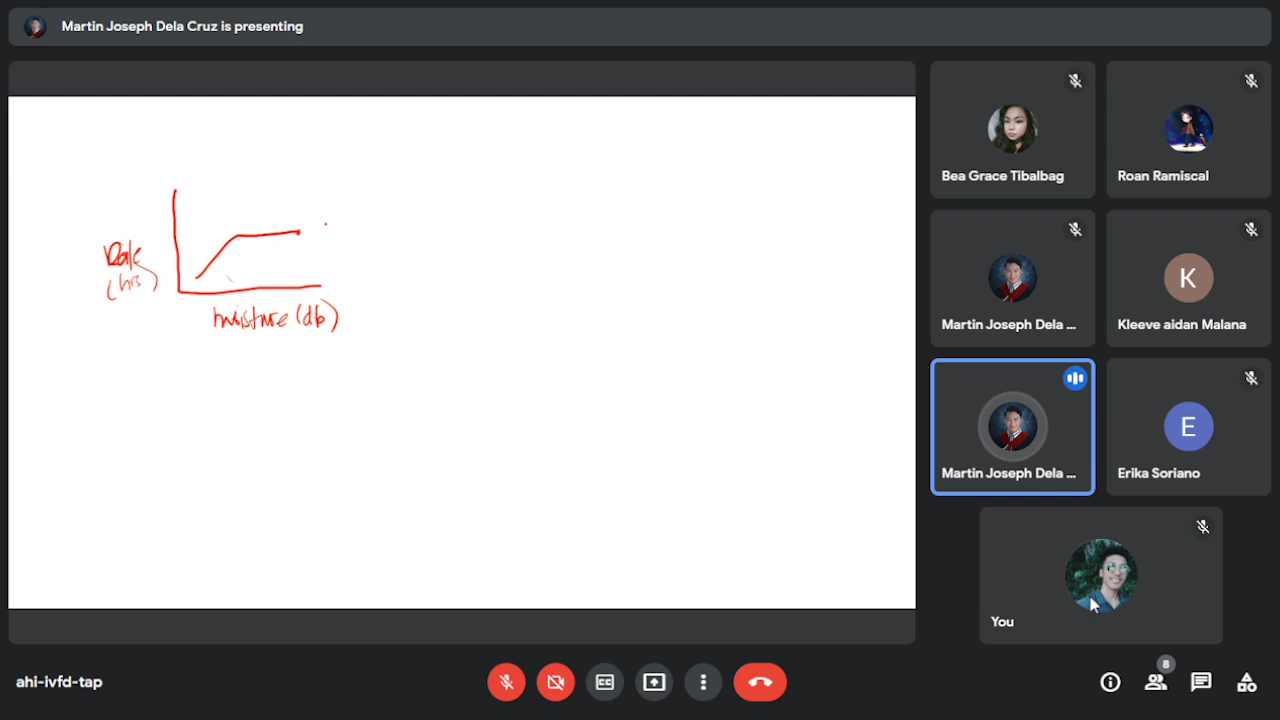 Martin Joseph Dela Cruz is presenting
Rate
(hrs)
moisture (db)
Bea Grace Tibalbag
Roan Ramiscal
Martin Joseph Dela ...
K
Kleeve aidan Malana
Martin Joseph Dela ...
E
Erika Soriano
You
ahi-ivfd-tap
CC
8